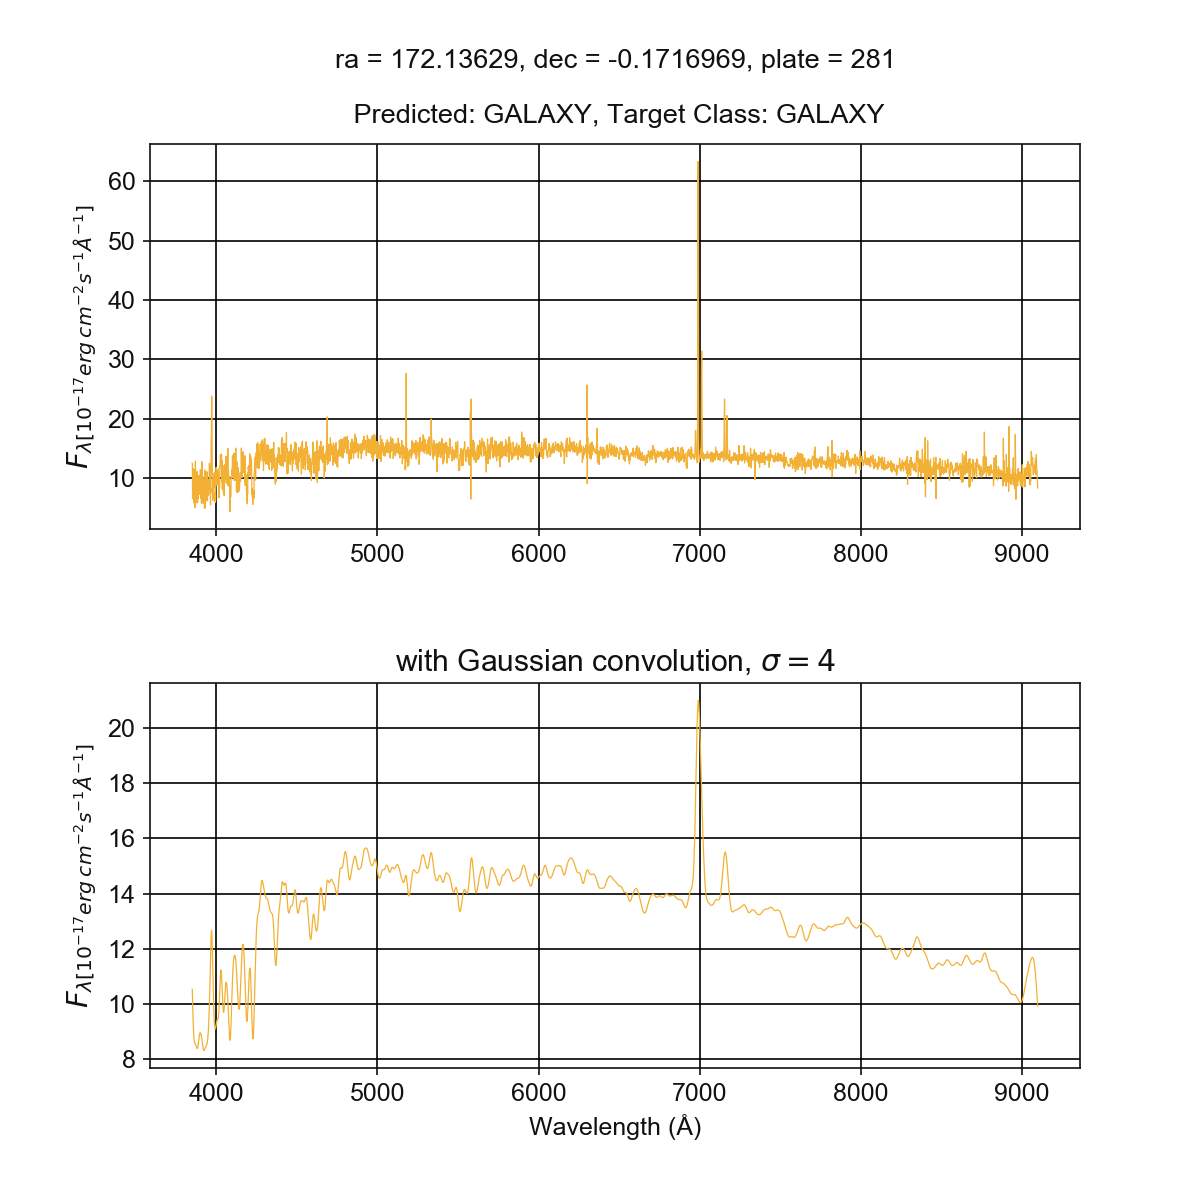 ra = 172.13629, dec = -0.1716969, plate = 281
Predicted: GALAXY, Target Class: GALAXY
F_λ[10^−17 erg cm^−2 s^−1 Å^−1]
60
50
40
30
20
10
4000 5000 6000 7000 8000 9000
with Gaussian convolution, σ = 4
F_λ[10^−17 erg cm^−2 s^−1 Å^−1]
20
18
16
14
12
10
8
4000 5000 6000 7000 8000 9000
Wavelength (Å)